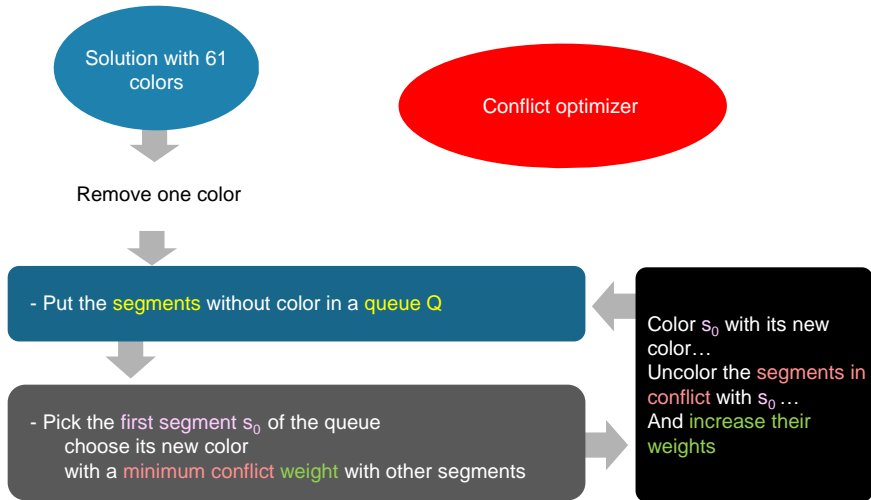 Solution with 61
colors
Conflict optimizer
Remove one color
- Put the segments without color in a queue Q
- Pick the first segment s₀ of the queue
choose its new color
with a minimum conflict weight with other segments
Color s₀ with its new
color…
Uncolor the segments in
conflict with s₀ …
And increase their
weights